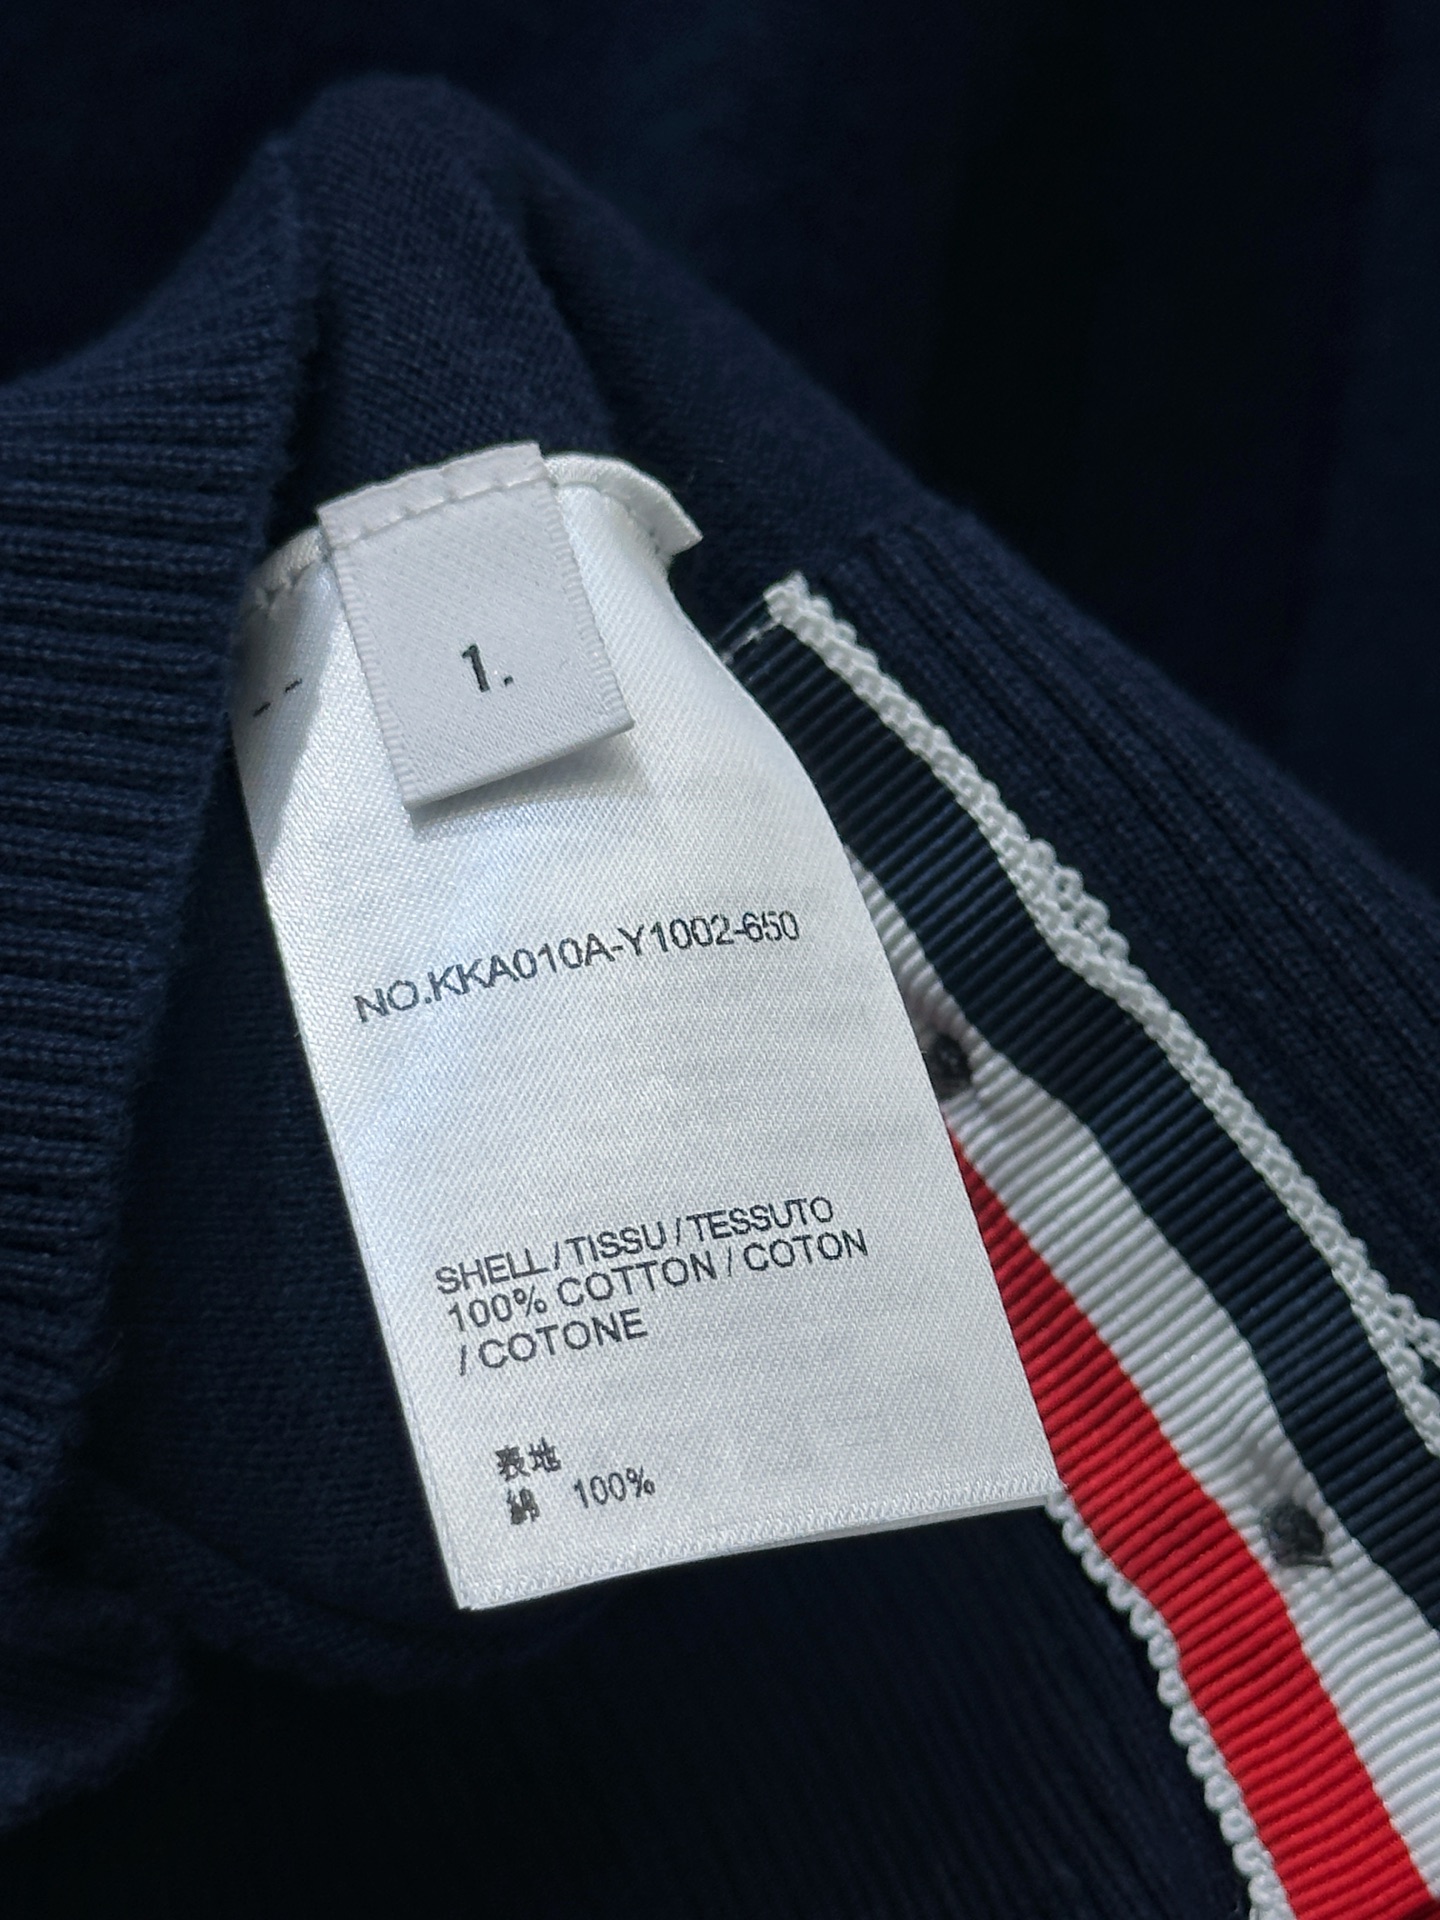 1.
NO.KKA010A-Y1002-650
SHELL / TISSU / TESSUTO
100% COTTON / COTON
/ COTONE
表地
綿 100%